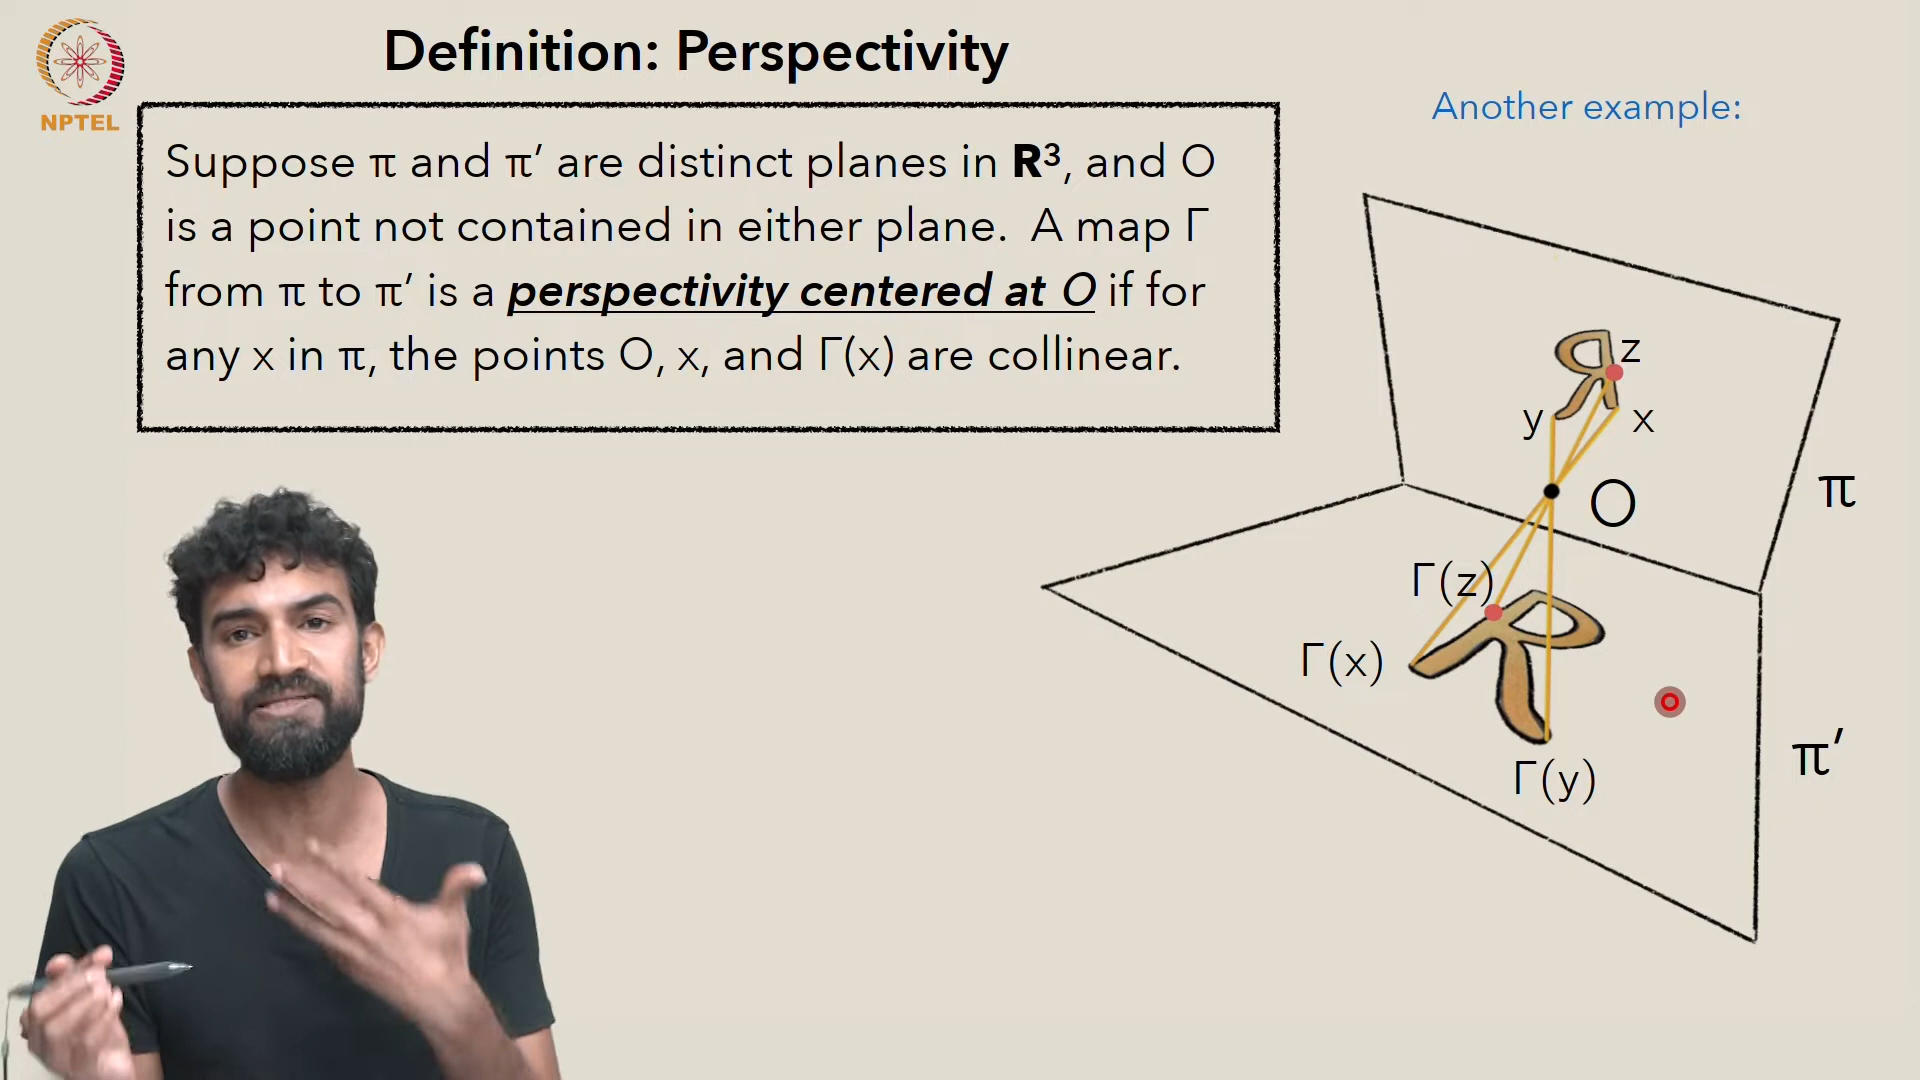 Definition: Perspectivity
NPTEL
Suppose π and π′ are distinct planes in R³, and O
is a point not contained in either plane. A map Γ
from π to π′ is a perspectivity centered at O if for
any x in π, the points O, x, and Γ(x) are collinear.
Another example:
R
z
y
x
O
π
Γ(z)
R
Γ(x)
Γ(y)
π′